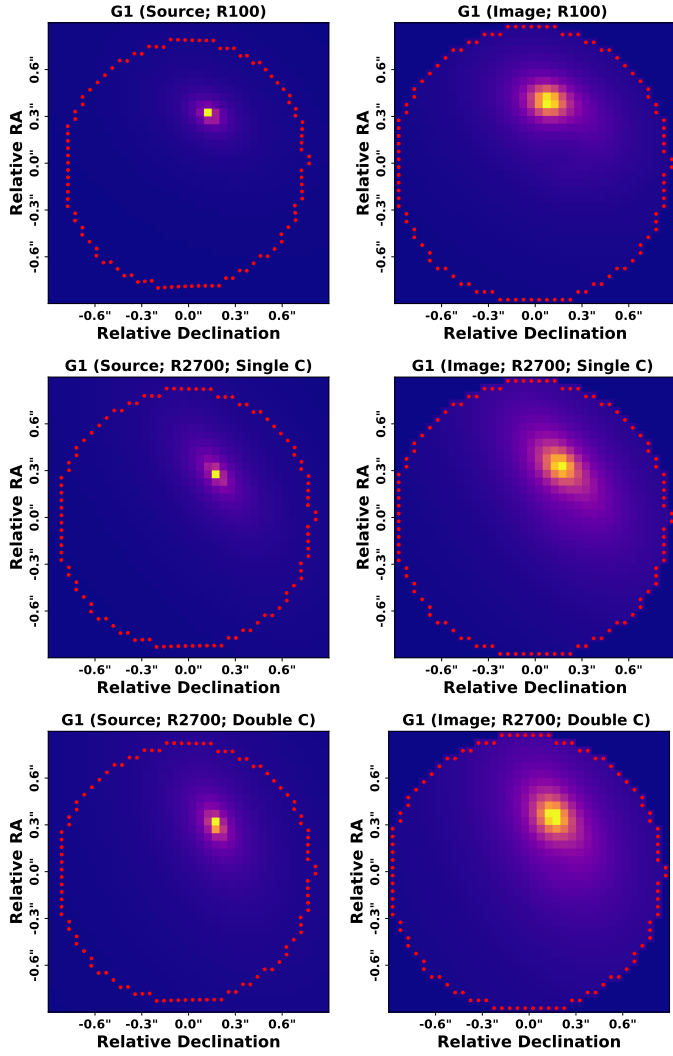 G1 (Source; R100)
Relative RA
0.6"
0.3"
0.0"
-0.3"
-0.6"
-0.6" -0.3" 0.0" 0.3" 0.6"
Relative Declination
G1 (Image; R100)
Relative RA
0.6"
0.3"
0.0"
-0.3"
-0.6"
-0.6" -0.3" 0.0" 0.3" 0.6"
Relative Declination
G1 (Source; R2700; Single C)
Relative RA
0.6"
0.3"
0.0"
-0.3"
-0.6"
-0.6" -0.3" 0.0" 0.3" 0.6"
Relative Declination
G1 (Image; R2700; Single C)
Relative RA
0.6"
0.3"
0.0"
-0.3"
-0.6"
-0.6" -0.3" 0.0" 0.3" 0.6"
Relative Declination
G1 (Source; R2700; Double C)
Relative RA
0.6"
0.3"
0.0"
-0.3"
-0.6"
-0.6" -0.3" 0.0" 0.3" 0.6"
Relative Declination
G1 (Image; R2700; Double C)
Relative RA
0.6"
0.3"
0.0"
-0.3"
-0.6"
-0.6" -0.3" 0.0" 0.3" 0.6"
Relative Declination